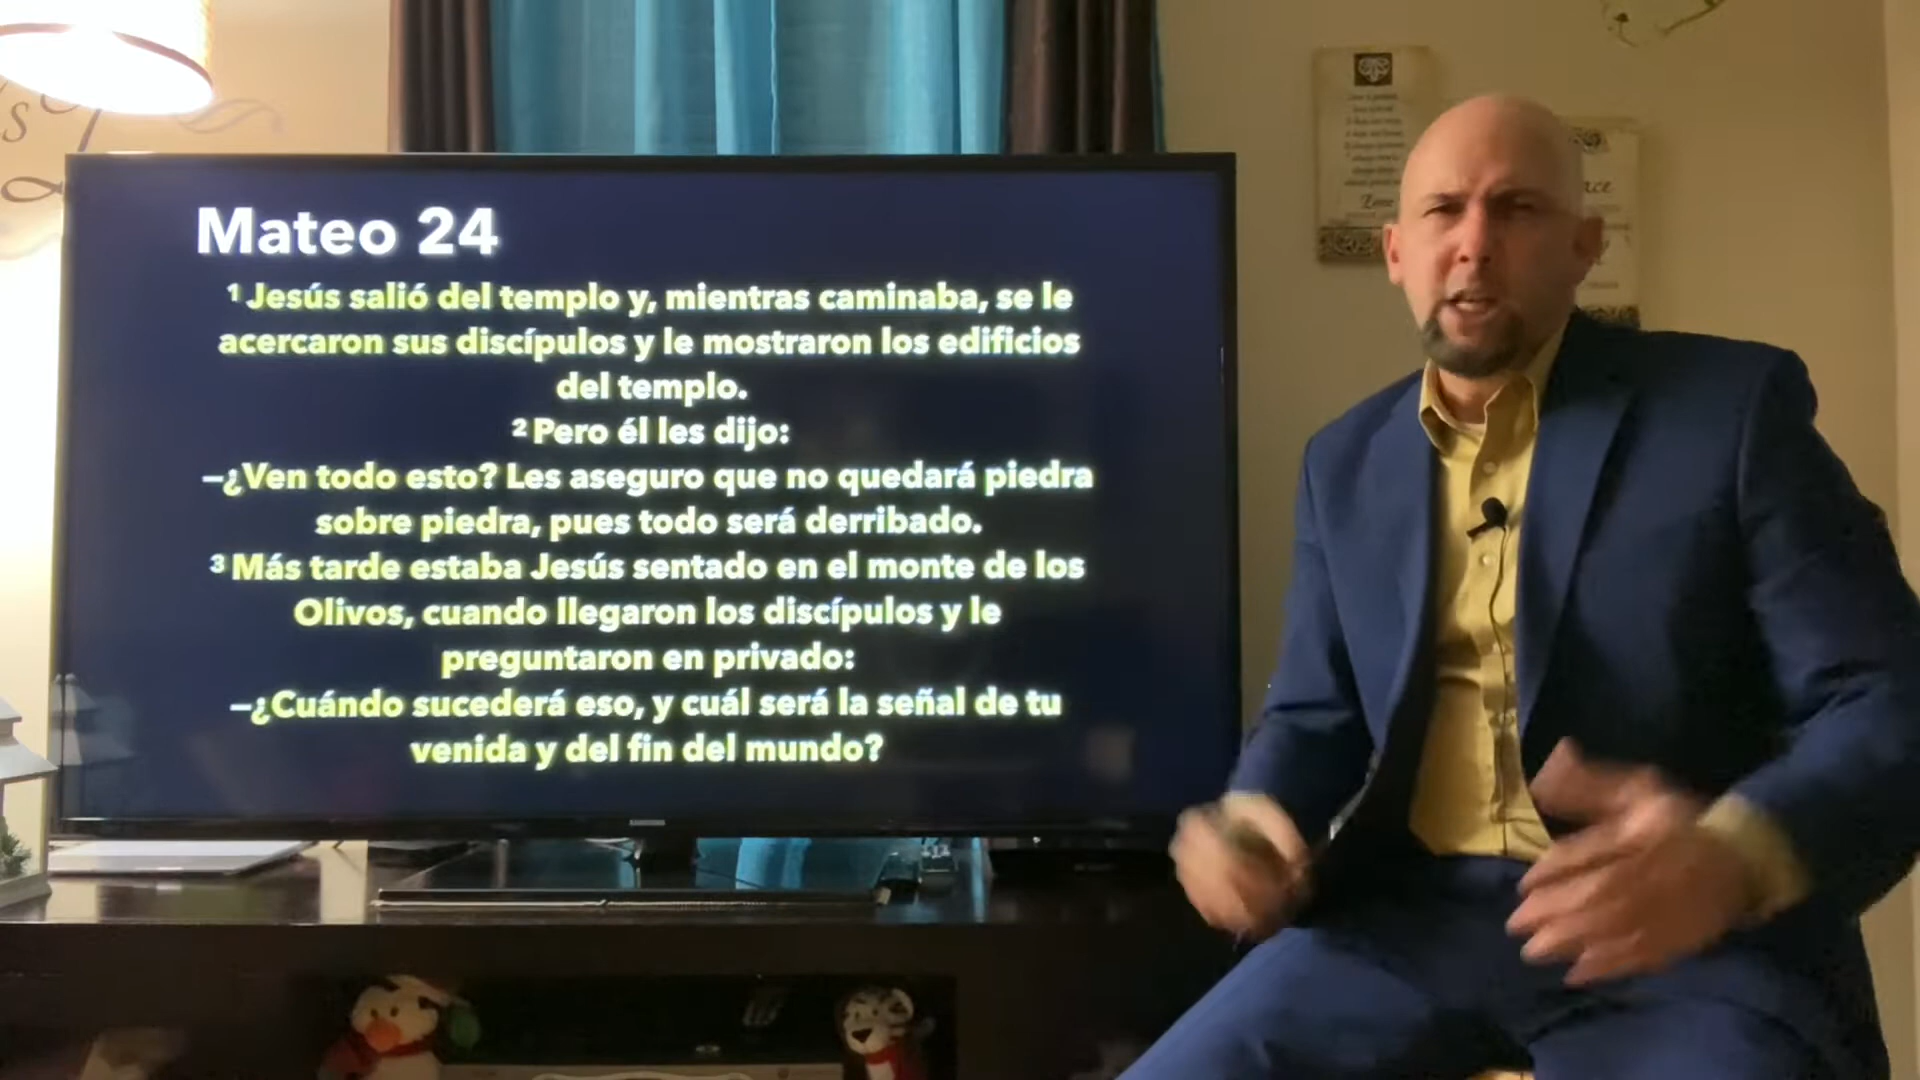 Mateo 24
¹ Jesús salió del templo y, mientras caminaba, se le
acercaron sus discípulos y le mostraron los edificios
del templo.
² Pero él les dijo:
—¿Ven todo esto? Les aseguro que no quedará piedra
sobre piedra, pues todo será derribado.
³ Más tarde estaba Jesús sentado en el monte de los
Olivos, cuando llegaron los discípulos y le
preguntaron en privado:
—¿Cuándo sucederá eso, y cuál será la señal de tu
venida y del fin del mundo?
SAMSUNG
Love